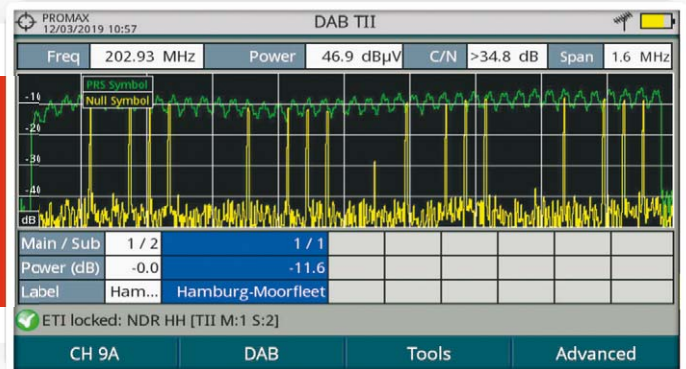 PROMAX
12/03/2019 10:57
DAB TII
Freq 202.93 MHz Power 46.9 dBμV C/N >34.8 dB Span 1.6 MHz
PRS Symbol
Null Symbol
-10
-20
-30
-40
dB
Main / Sub 1 / 2 1 / 1
Power (dB) -0.0 -11.6
Label Ham... Hamburg-Moorfleet
ETI locked: NDR HH [TII M:1 S:2]
CH 9A DAB Tools Advanced